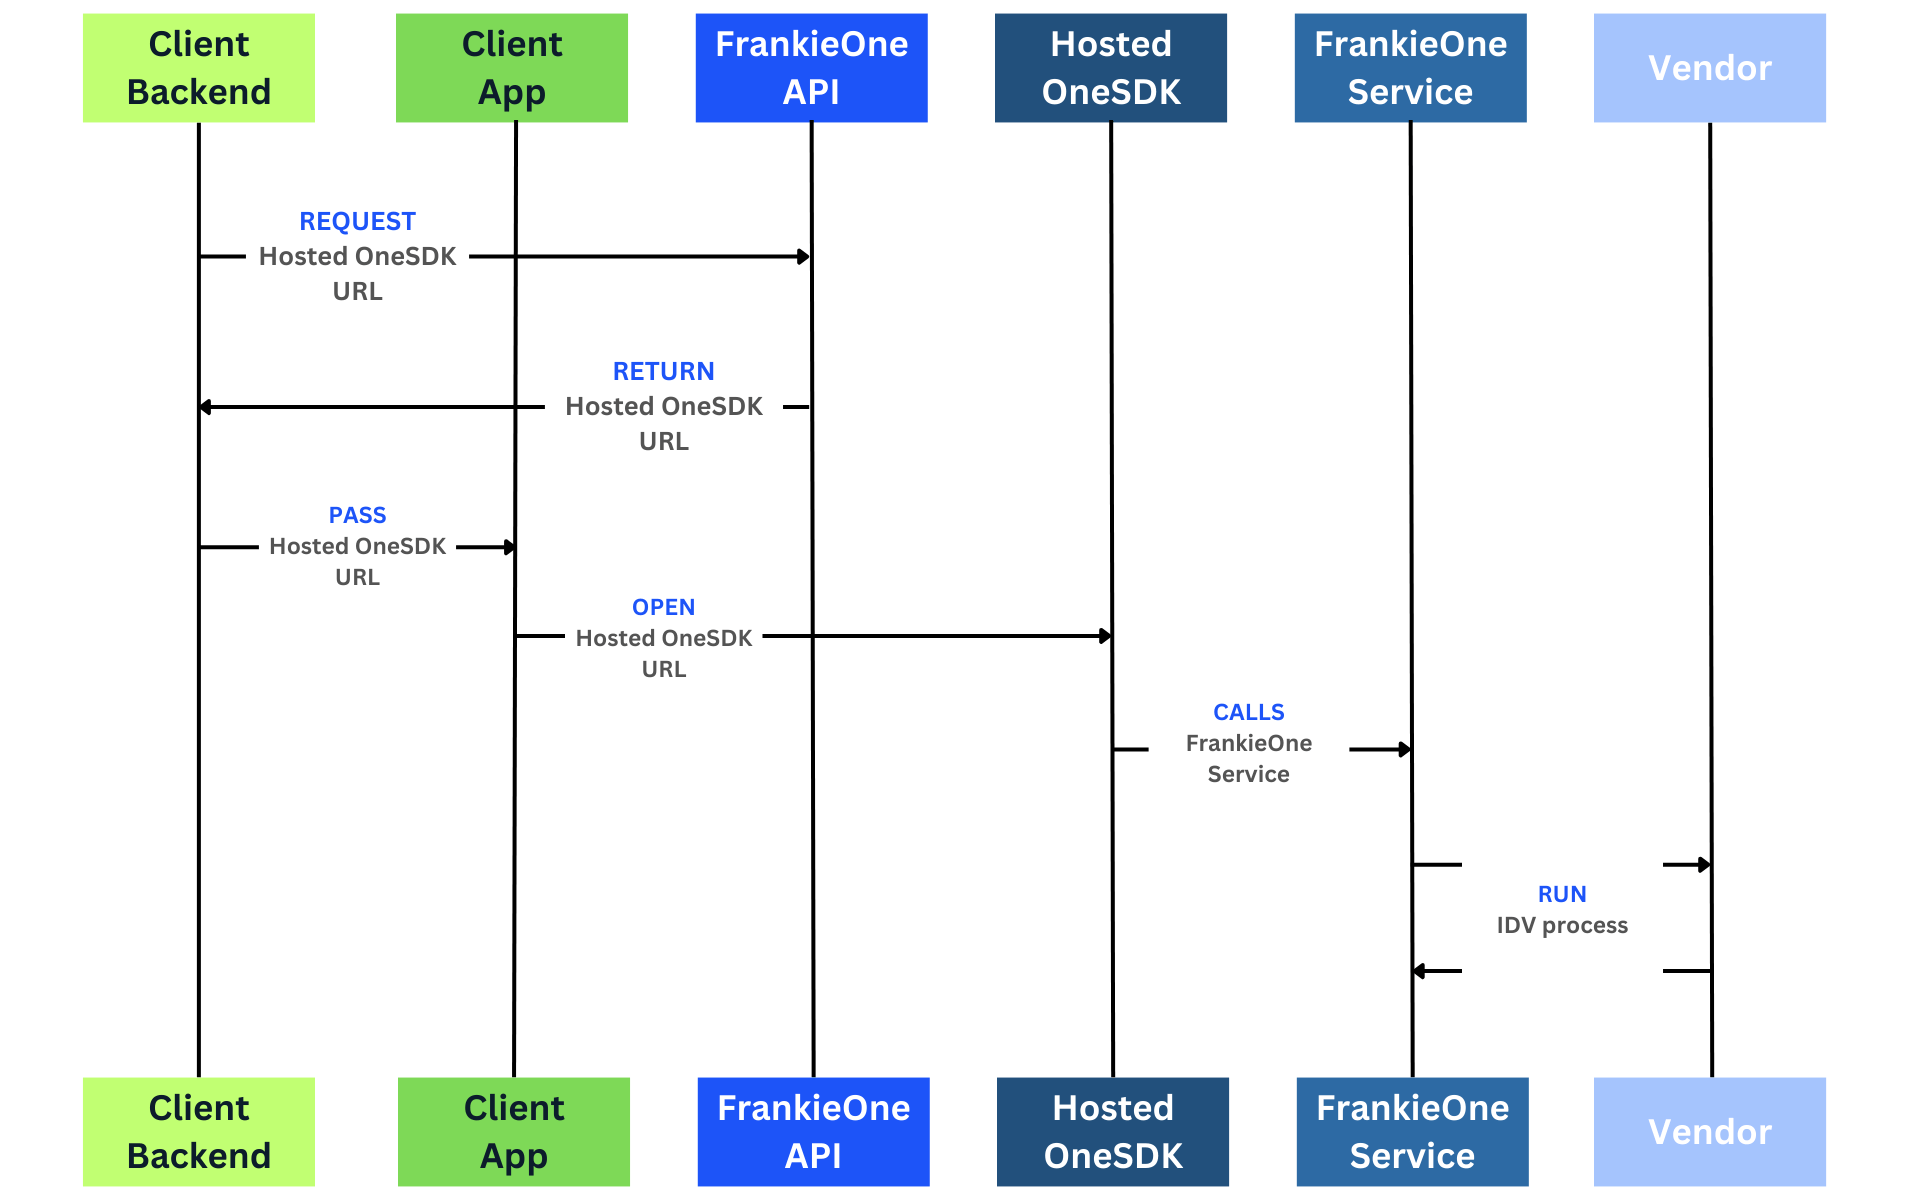 Client
Backend
Client
App
FrankieOne
API
Hosted
OneSDK
FrankieOne
Service
Vendor
REQUEST
Hosted OneSDK
URL
RETURN
Hosted OneSDK
URL
PASS
Hosted OneSDK
URL
OPEN
Hosted OneSDK
URL
CALLS
FrankieOne
Service
RUN
IDV process
Client
Backend
Client
App
FrankieOne
API
Hosted
OneSDK
FrankieOne
Service
Vendor